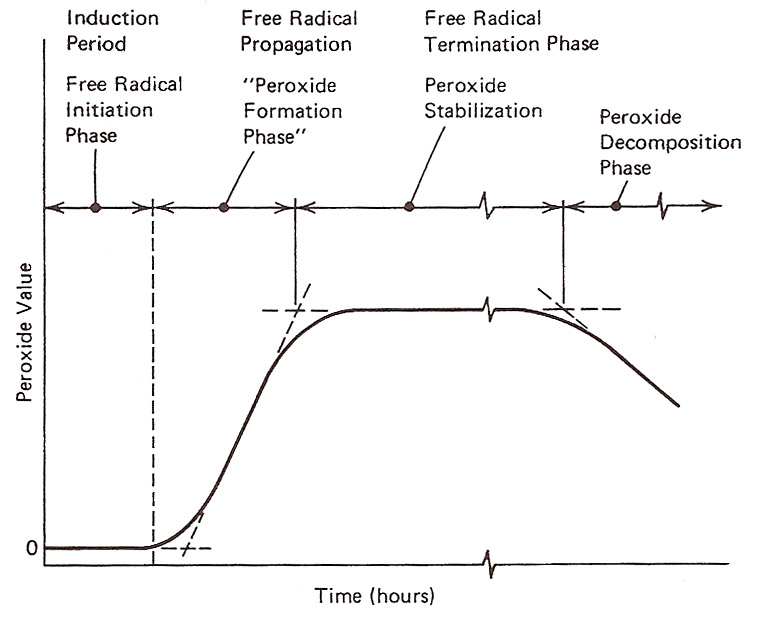 Induction
Period
Free Radical
Initiation
Phase
Free Radical
Propagation
"Peroxide
Formation
Phase"
Free Radical
Termination Phase
Peroxide
Stabilization
Peroxide
Decomposition
Phase
Peroxide Value
0
Time (hours)